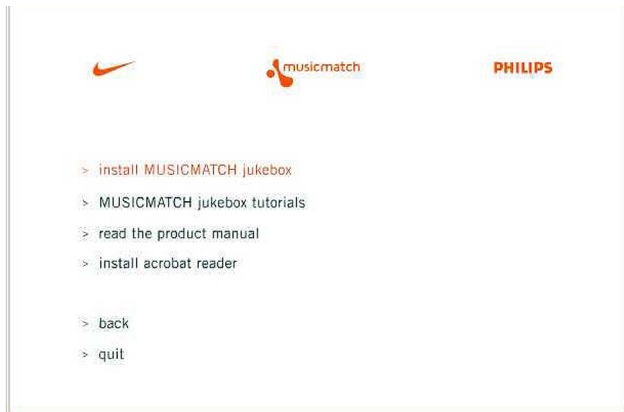 musicmatch
PHILIPS
> install MUSICMATCH jukebox
> MUSICMATCH jukebox tutorials
> read the product manual
> install acrobat reader
> back
> quit